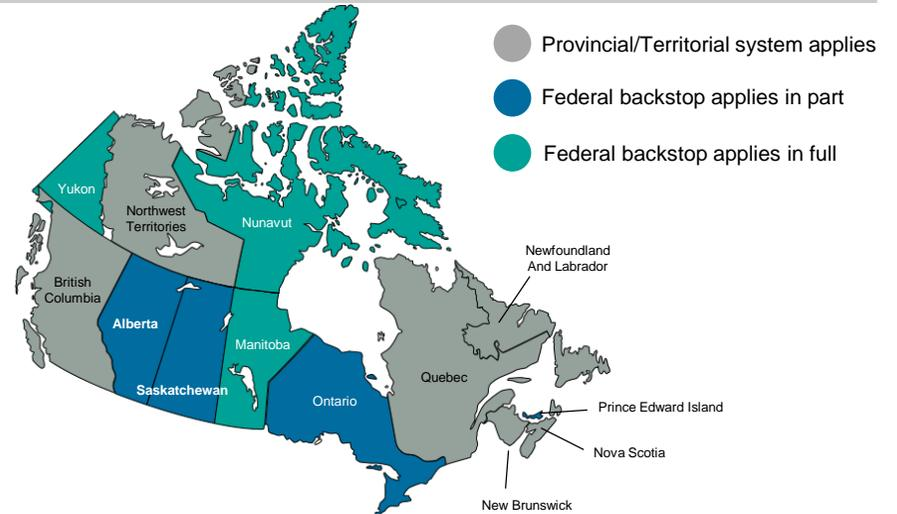 Provincial/Territorial system applies
Federal backstop applies in part
Federal backstop applies in full
Yukon
Northwest
Territories
Nunavut
Newfoundland
And Labrador
British
Columbia
Alberta
Manitoba
Quebec
Saskatchewan
Ontario
Prince Edward Island
Nova Scotia
New Brunswick